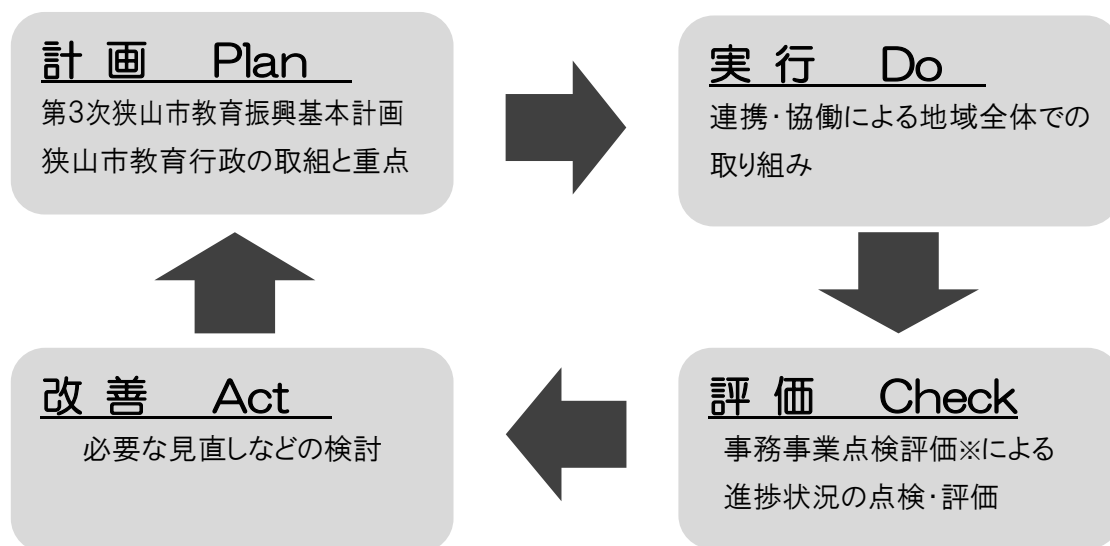 計画 Plan
第3次狭山市教育振興基本計画
狭山市教育行政の取組と重点
実行 Do
連携・協働による地域全体での
取り組み
評価 Check
事務事業点検評価※による
進捗状況の点検・評価
改善 Act
必要な見直しなどの検討